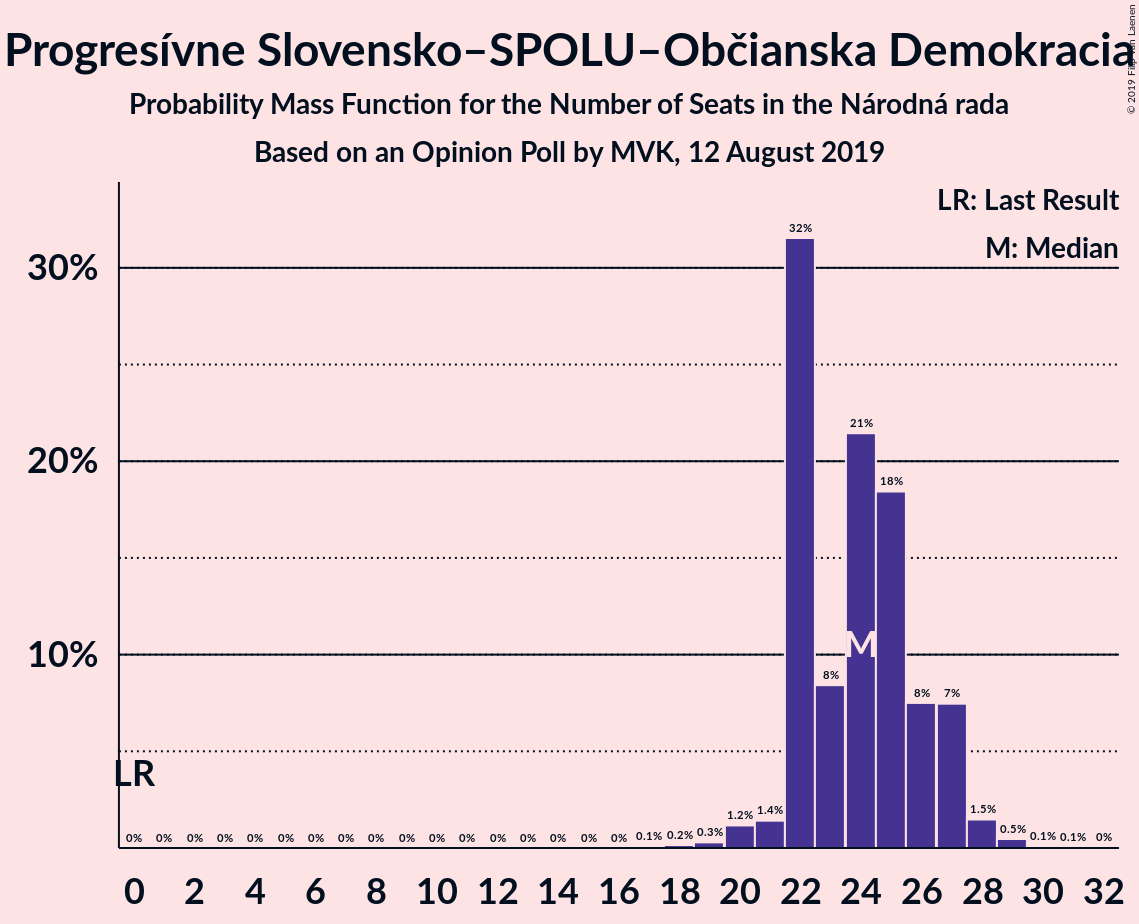 Progresívne Slovensko–SPOLU–Občianska Demokracia
Probability Mass Function for the Number of Seats in the Národná rada
Based on an Opinion Poll by MVK, 12 August 2019
© 2019 Filip van Laenen
LR: Last Result
M: Median
30%
20%
10%
LR
M
0% 0% 0% 0% 0% 0% 0% 0% 0% 0% 0% 0% 0% 0% 0% 0% 0% 0.1% 0.2% 0.3% 1.2% 1.4% 32% 8% 21% 18% 8% 7% 1.5% 0.5% 0.1% 0.1% 0%
0 2 4 6 8 10 12 14 16 18 20 22 24 26 28 30 32